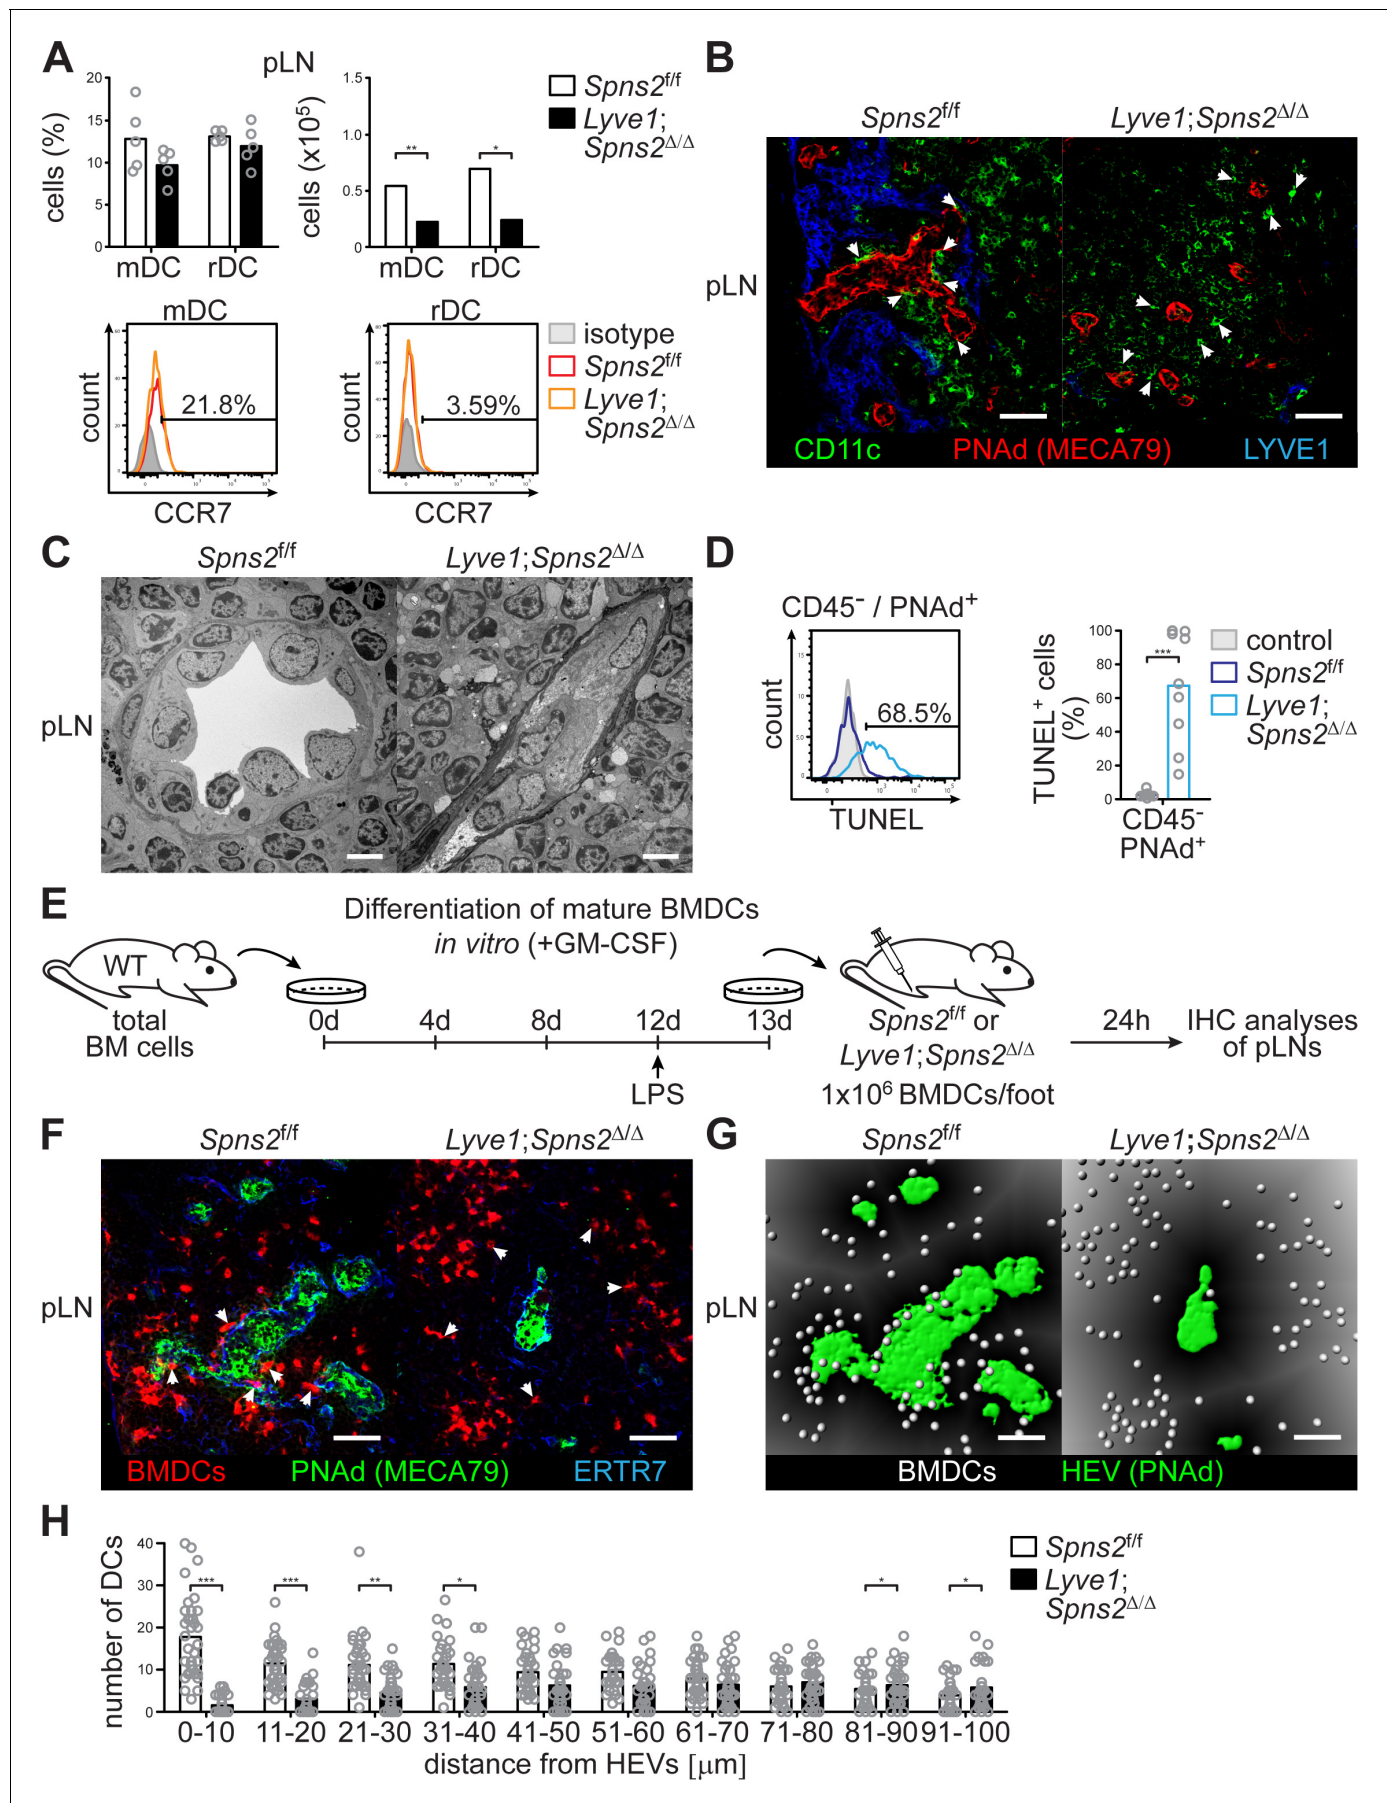 A
pLN
cells (%)
20
15
10
5
0
mDC
rDC
cells (x10⁵)
1.5
1.0
0.5
0
**
*
mDC
rDC
Spns2f/f
Lyve1;
Spns2Δ/Δ
mDC
count
21.8%
CCR7
rDC
count
3.59%
CCR7
isotype
Spns2f/f
Lyve1;
Spns2Δ/Δ
B
Spns2f/f
Lyve1;Spns2Δ/Δ
pLN
CD11c
PNAd (MECA79)
LYVE1
C
Spns2f/f
Lyve1;Spns2Δ/Δ
pLN
D
CD45⁻ / PNAd⁺
count
68.5%
TUNEL
TUNEL⁺ cells
(%)
100
80
60
40
20
0
***
CD45⁻
PNAd⁺
control
Spns2f/f
Lyve1;
Spns2Δ/Δ
E
Differentiation of mature BMDCs
in vitro (+GM-CSF)
WT
total
BM cells
0d
4d
8d
12d
13d
LPS
Spns2f/f or
Lyve1;Spns2Δ/Δ
1x10⁶ BMDCs/foot
24h
IHC analyses
of pLNs
F
Spns2f/f
Lyve1;Spns2Δ/Δ
pLN
BMDCs
PNAd (MECA79)
ERTR7
G
Spns2f/f
Lyve1;Spns2Δ/Δ
pLN
BMDCs
HEV (PNAd)
H
number of DCs
40
30
20
10
0
***
***
**
*
*
*
0-10
11-20
21-30
31-40
41-50
51-60
61-70
71-80
81-90
91-100
distance from HEVs [μm]
Spns2f/f
Lyve1;
Spns2Δ/Δ